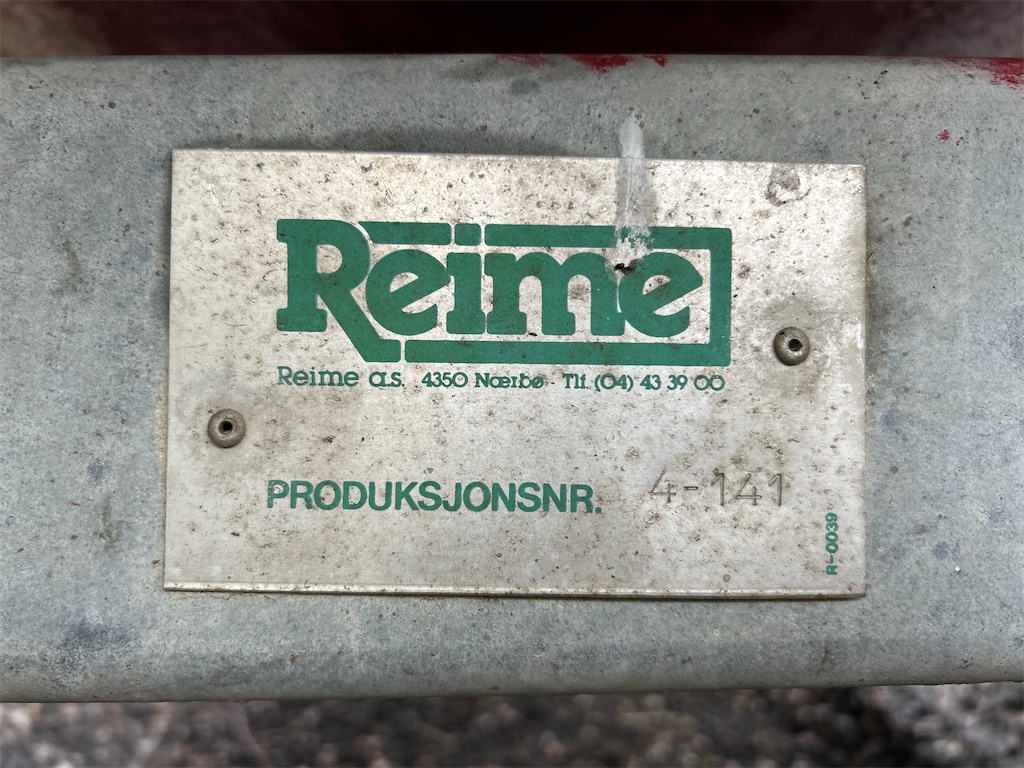 Reime
Reime a.s. 4350 Nærbø - Tlf. (04) 43 39 00
PRODUKSJONSNR. 4-141
R-0039